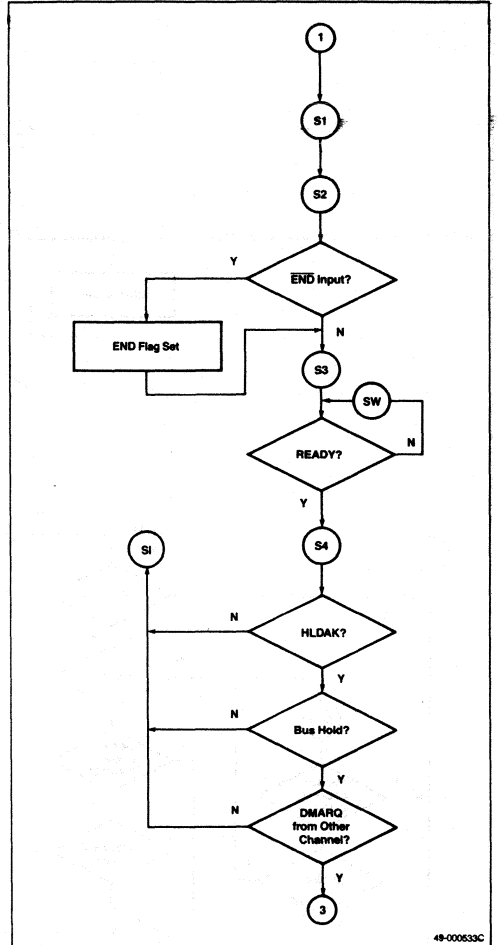 1
S1
S2
Y
END Input?
END Flag Set
N
S3
SW
READY?
N
Y
SI
S4
N
HLDAK?
Y
N
Bus Hold?
Y
N
DMARQ
from Other
Channel?
Y
3
49-000533C